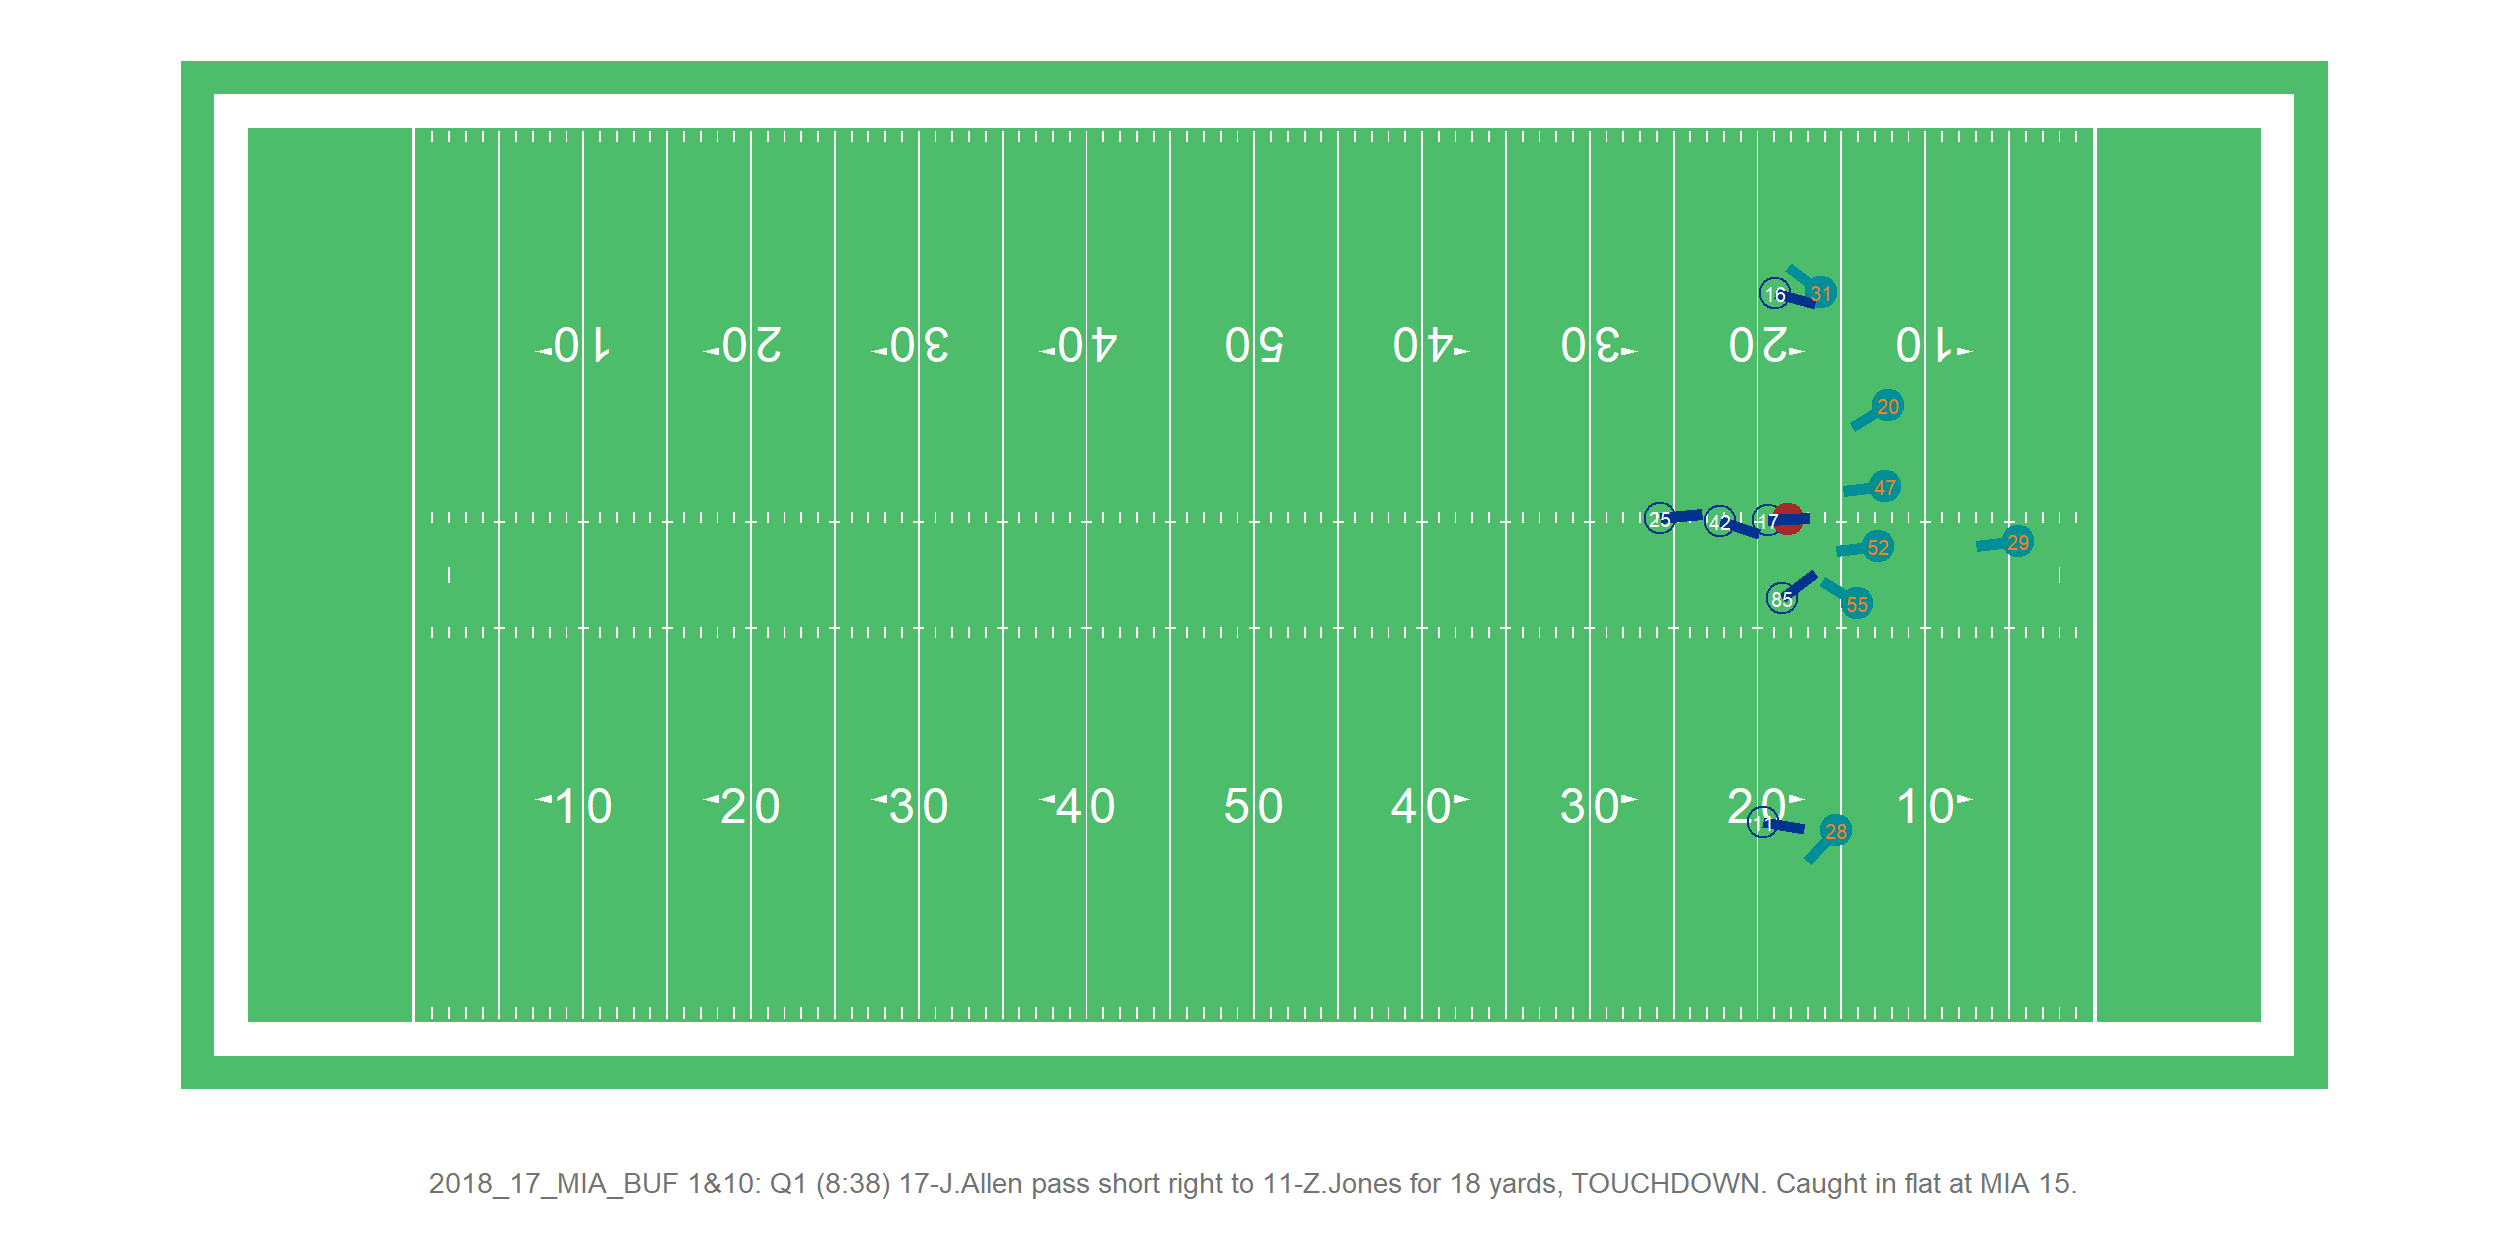 16 31
10 20 30 40 50 40 30 20 10
20
47
25 42 17
52 29
85 55
10 20 30 40 50 40 30 20 10
11 28
2018_17_MIA_BUF 1&10: Q1 (8:38) 17-J.Allen pass short right to 11-Z.Jones for 18 yards, TOUCHDOWN. Caught in flat at MIA 15.